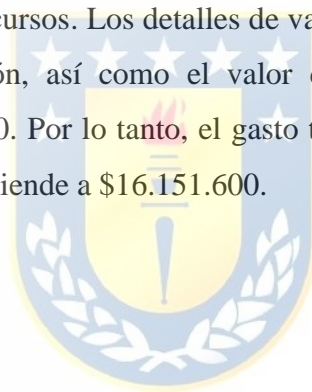 cursos. Los detalles de va
ón, así como el valor
0. Por lo tanto, el gasto t
iende a $16.151.600.